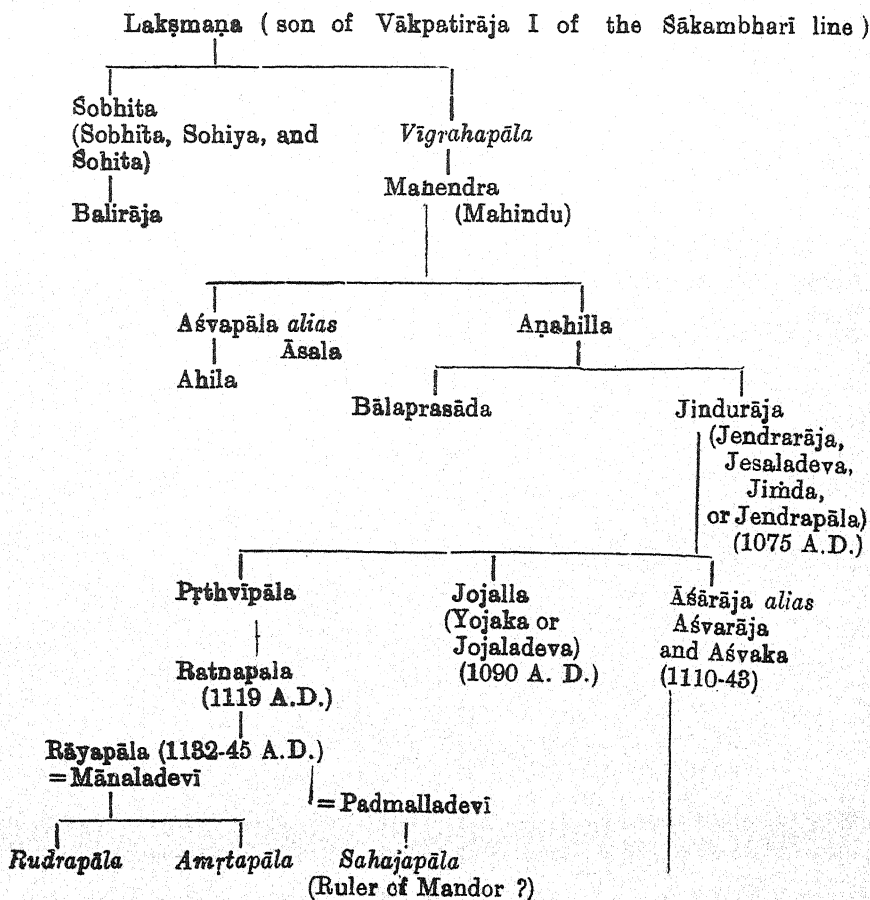 Lakṣmaṇa ( son of Vākpatirāja I of the Śākambharī line )
Śobhita
(Sobhita, Sohiya, and
Sohita)
Vīgrahapāla
Balirāja
Mahendra
(Mahindu)
Aśvapāla alias
Āsala
Aṇahilla
Ahila
Bālaprasāda
Jindurāja
(Jendrarāja,
Jesaladeva,
Jiṁda,
or Jendrapāla)
(1075 A.D.)
Pṛthvīpāla
Jojalla
(Yojaka or
Jojaladeva)
(1090 A. D.)
Āśārāja alias
Aśvarāja
and Aśvaka
(1110-43)
Ratnapala
(1119 A.D.)
Rāyapāla (1132-45 A.D.)
=Mānaladevī
=Padmalladevī
Rudrapāla Amṛtapāla Sahajapāla
(Ruler of Mandor ?)